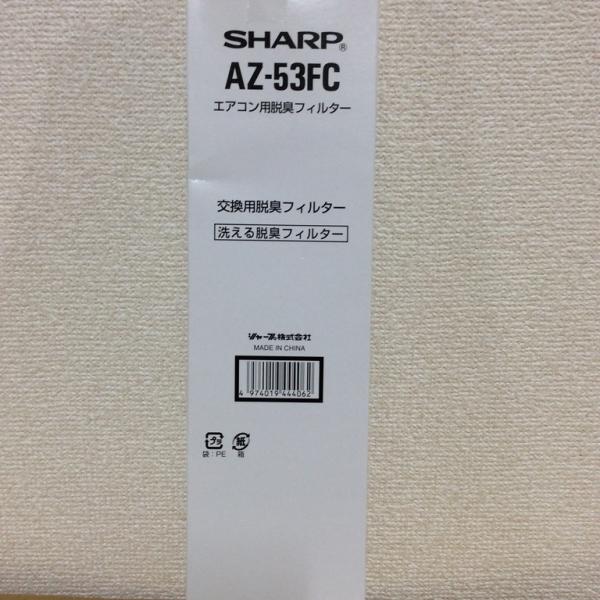 SHARP®
AZ-53FC
エアコン用脱臭フィルター
交換用脱臭フィルター
洗える脱臭フィルター
シャープ株式会社
MADE IN CHINA
4 974019 444062
プラ 紙
袋：PE 箱